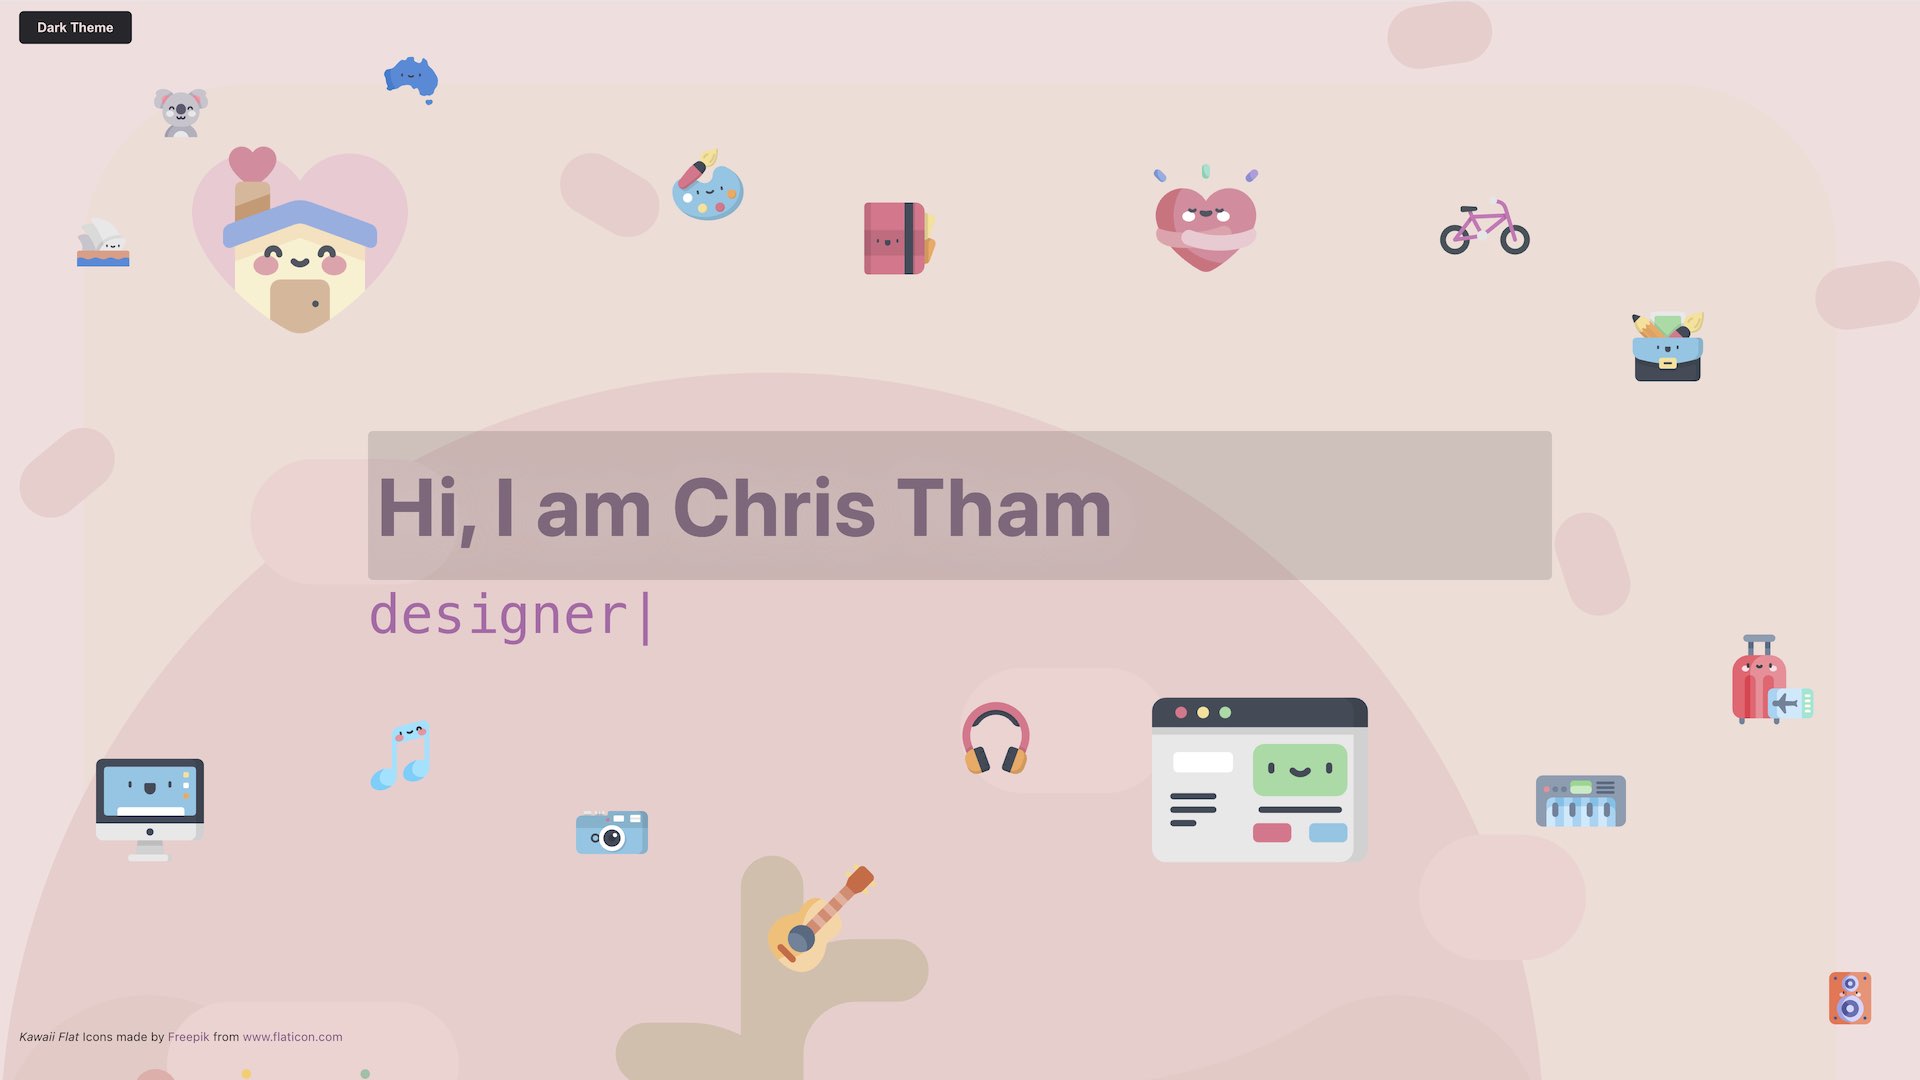 Dark Theme
Hi, I am Chris Tham
designer|
Kawaii Flat Icons made by Freepik from www.flaticon.com